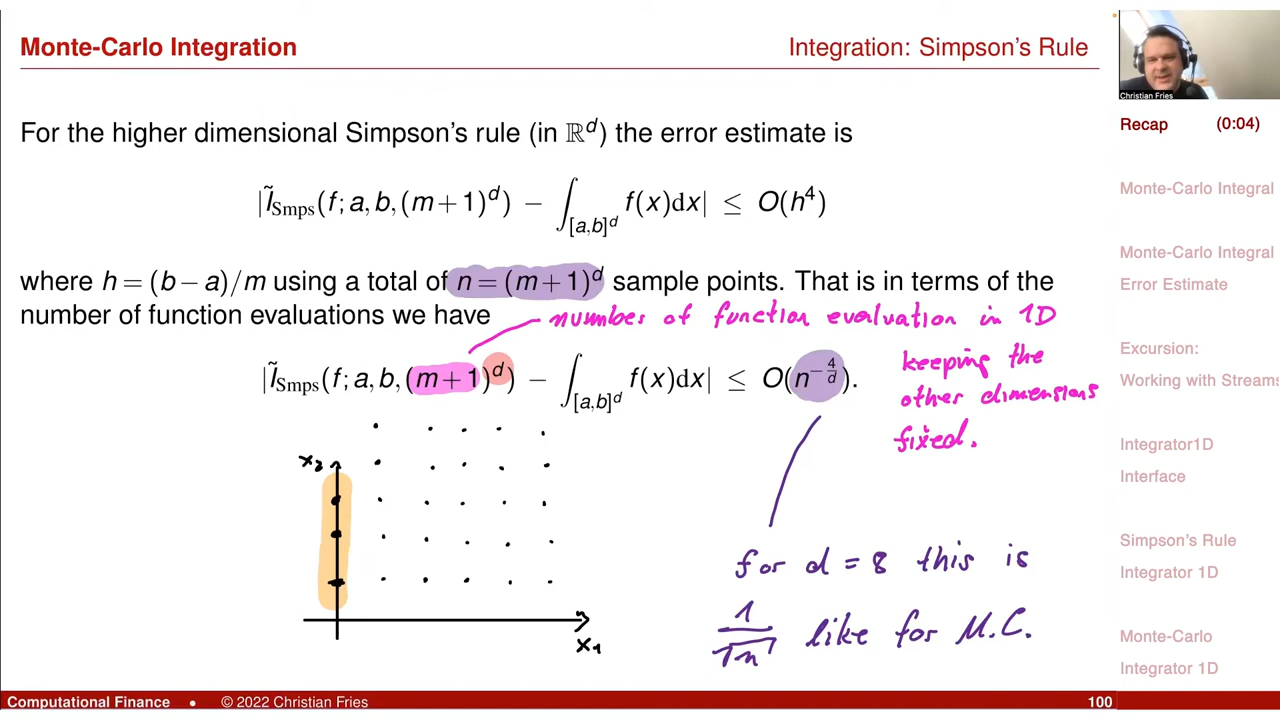 Monte-Carlo Integration
Integration: Simpson's Rule
For the higher dimensional Simpson's rule (in ℝᵈ) the error estimate is
|Ĩ_Smps(f; a, b, (m+1)^d) − ∫_[a,b]^d f(x)dx| ≤ O(h^4)
where h = (b−a)/m using a total of n = (m+1)^d sample points. That is in terms of the
number of function evaluations we have
number of function evaluation in 1D
keeping the
other dimensions
fixed.
|Ĩ_Smps(f; a, b, (m+1)^d) − ∫_[a,b]^d f(x)dx| ≤ O(n^{−4/d}).
x₂
x₁
for d = 8 this is
1/√n like for M.C.
Christian Fries
Recap (0:04)
Monte-Carlo Integral
Monte-Carlo Integral
Error Estimate
Excursion:
Working with Streams
Integrator1D
Interface
Simpson's Rule
Integrator 1D
Monte-Carlo
Integrator 1D
Computational Finance • © 2022 Christian Fries
100